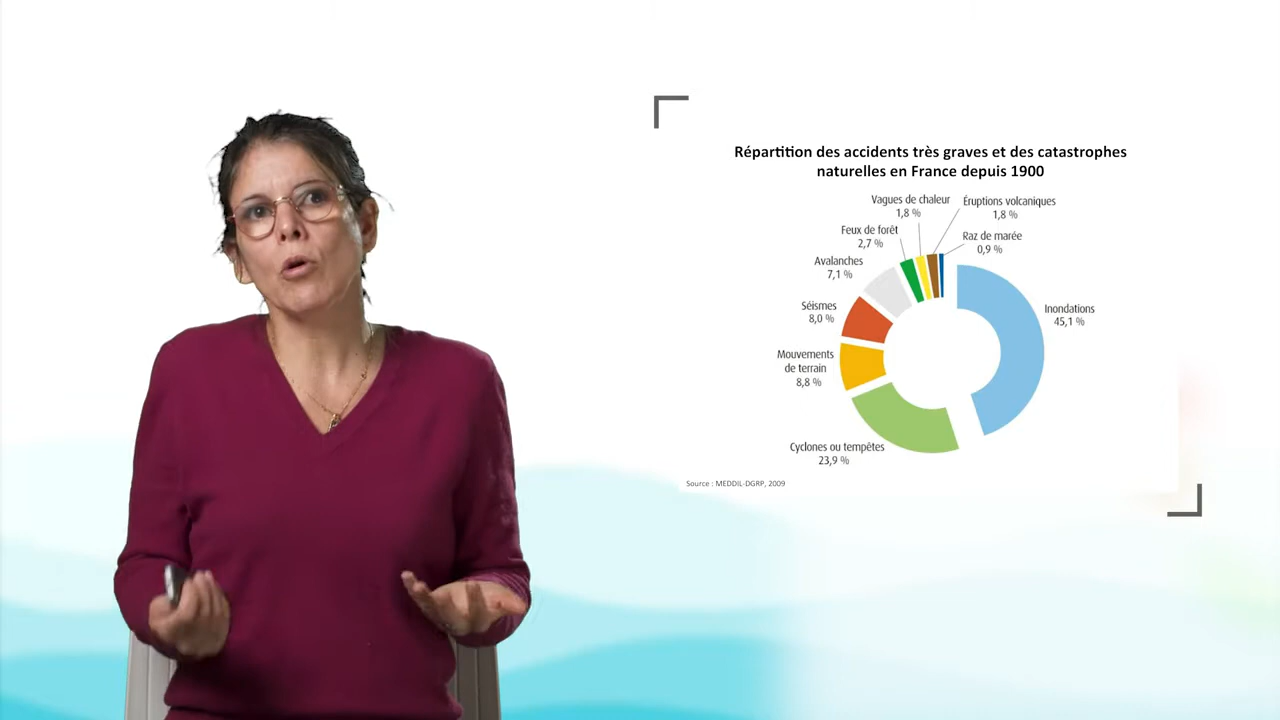 Répartition des accidents très graves et des catastrophes
naturelles en France depuis 1900
Vagues de chaleur
1,8 %
Éruptions volcaniques
1,8 %
Feux de forêt
2,7 %
Raz de marée
0,9 %
Avalanches
7,1 %
Séismes
8,0 %
Inondations
45,1 %
Mouvements
de terrain
8,8 %
Cyclones ou tempêtes
23,9 %
Source : MEDDIL-DGRP, 2009